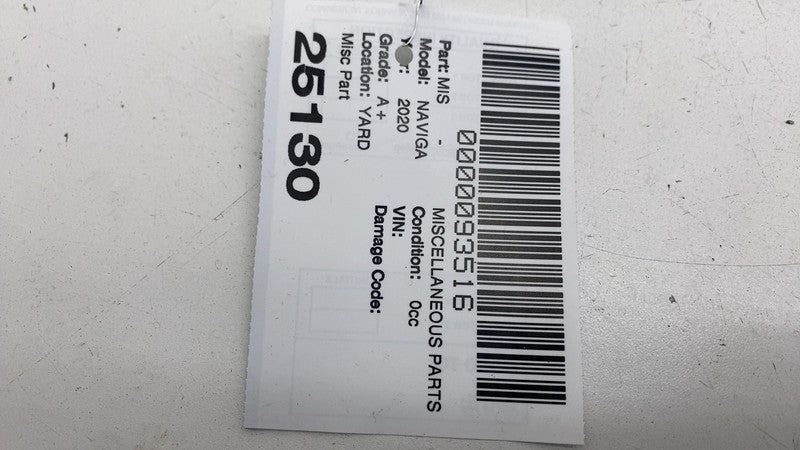 0000093516
Part: MIS - MISCELLANEOUS PARTS
Model: NAVIGA Condition: 0cc
2020 VIN:
Grade: A+ Damage Code:
Location: YARD
Misc Part
25130